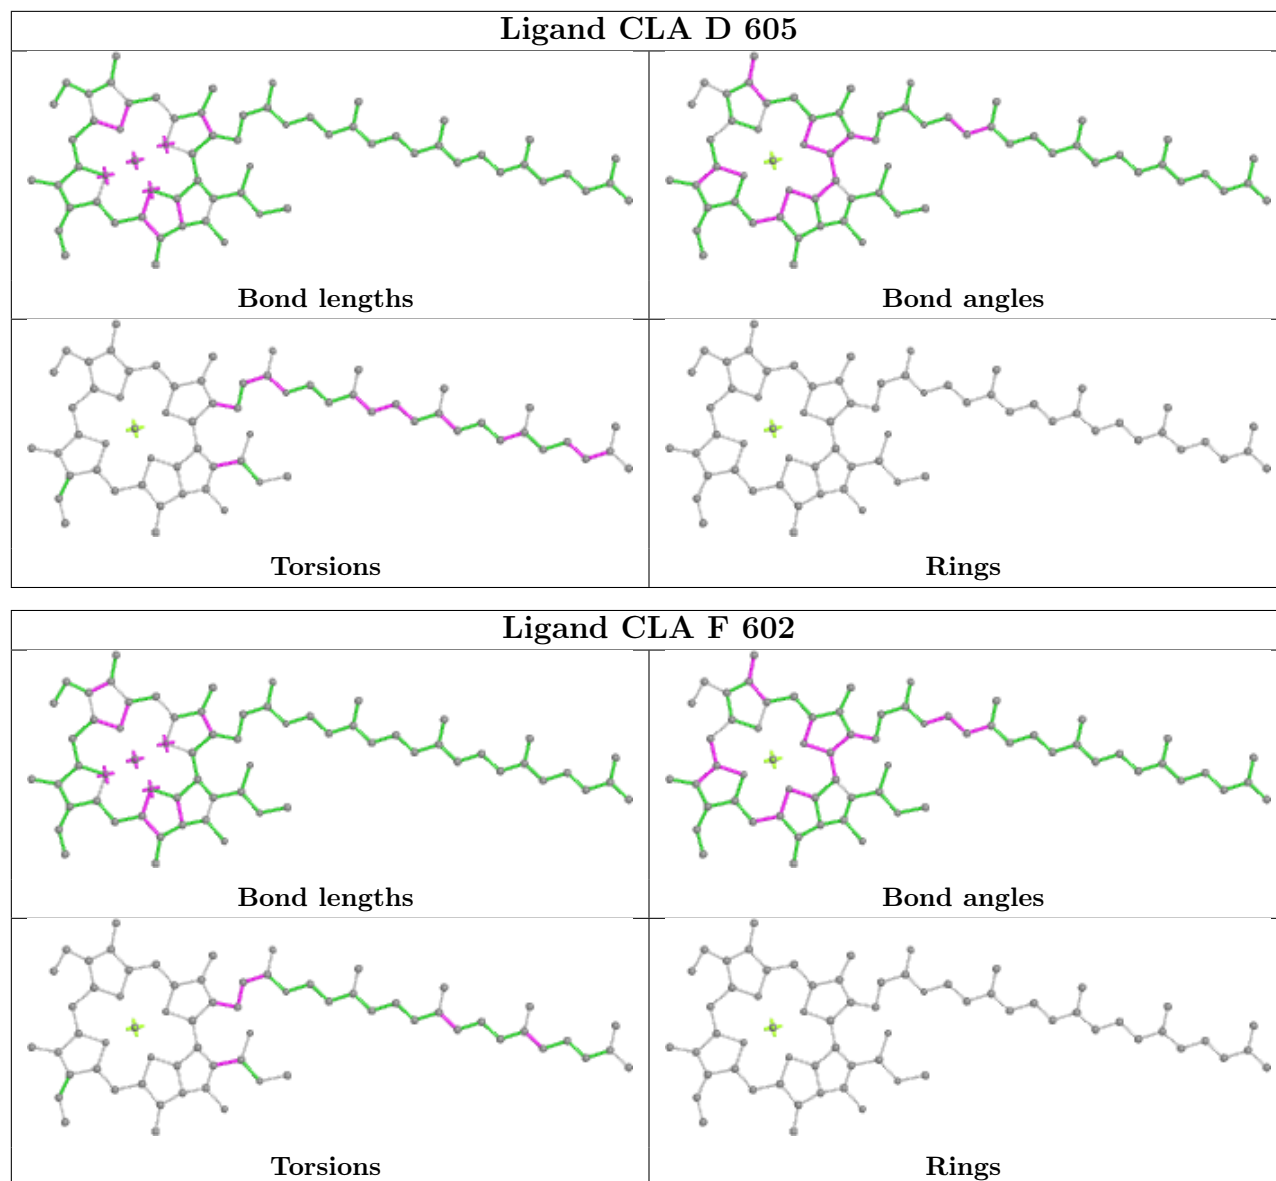 Ligand CLA D 605
Bond lengths
Bond angles
Torsions
Rings
Ligand CLA F 602
Bond lengths
Bond angles
Torsions
Rings